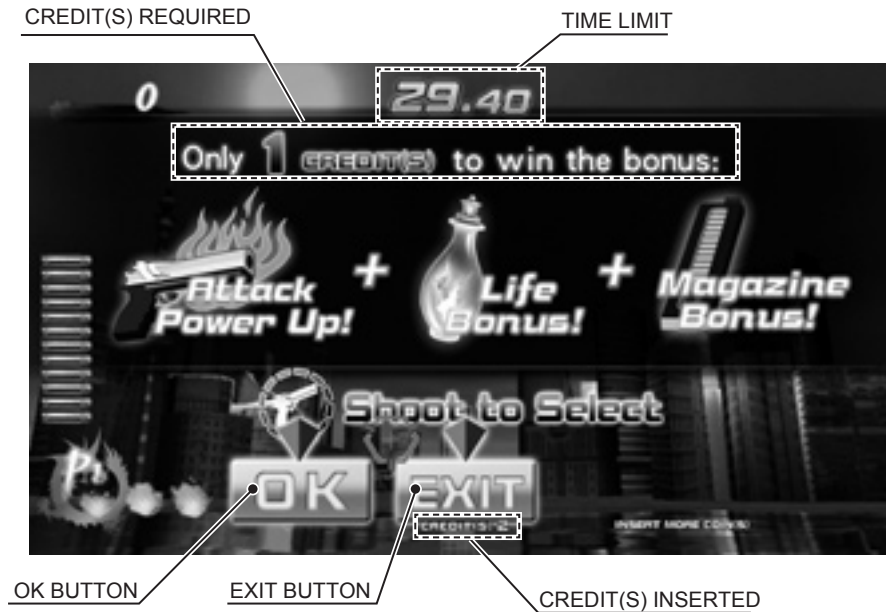 CREDIT(S) REQUIRED
TIME LIMIT
0
29.40
Only 1 CREDIT(S) to win the bonus:
Attack Power Up!
+
Life Bonus!
+
Magazine Bonus!
Shoot to Select
P1
OK
EXIT
CREDIT(S) 2
INSERT MORE COIN(S)
OK BUTTON
EXIT BUTTON
CREDIT(S) INSERTED